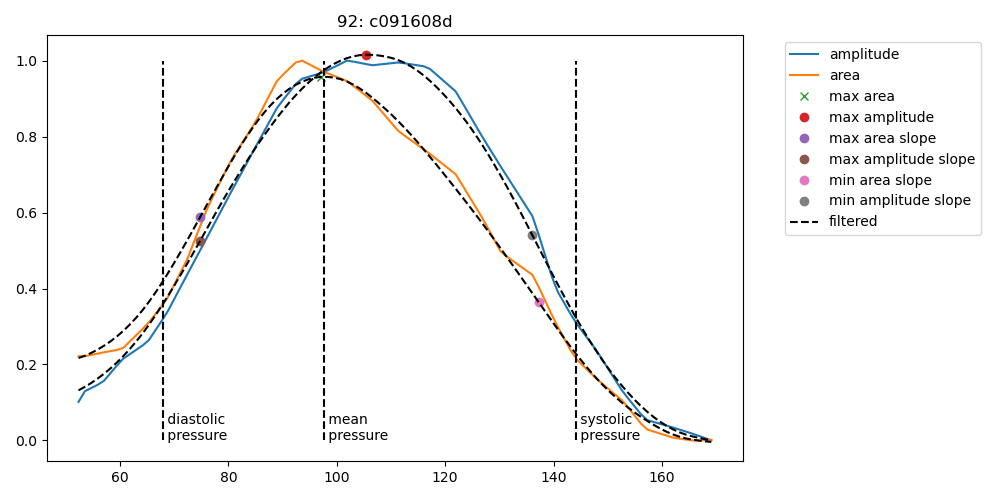 92: c091608d
1.0
0.8
0.6
0.4
0.2
0.0
60
80
100
120
140
160
diastolic
pressure
mean
pressure
systolic
pressure
amplitude
area
max area
max amplitude
max area slope
max amplitude slope
min area slope
min amplitude slope
filtered